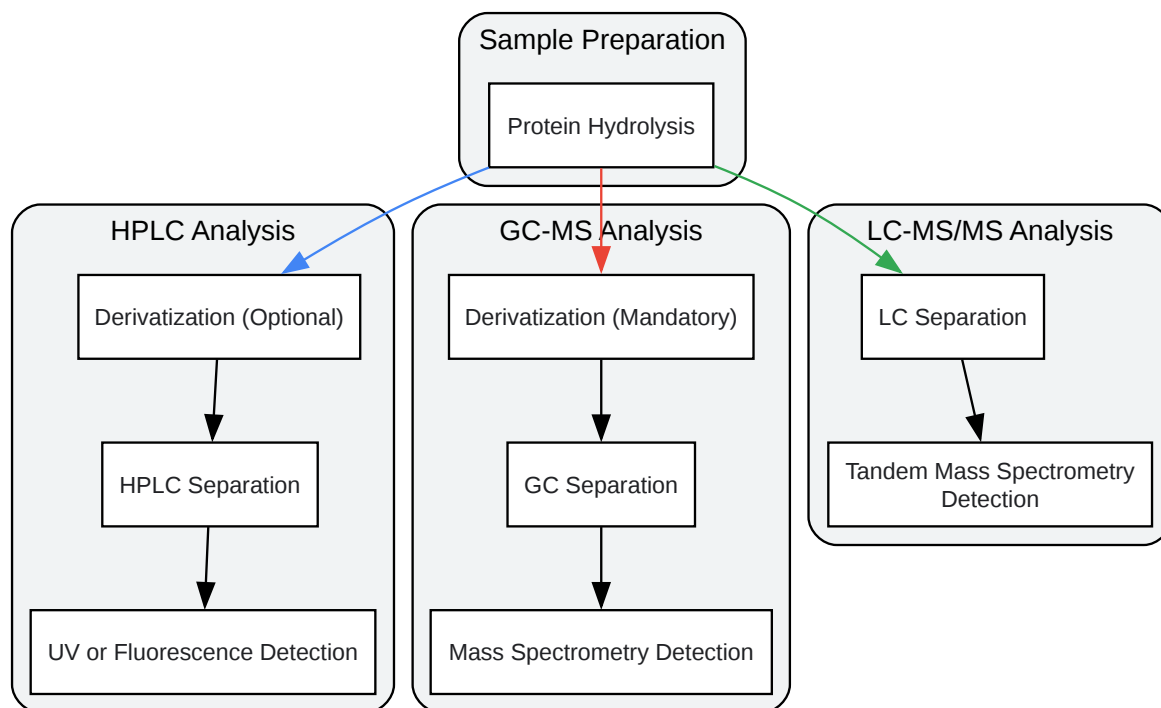 Sample Preparation
Protein Hydrolysis
HPLC Analysis
Derivatization (Optional)
HPLC Separation
UV or Fluorescence Detection
GC-MS Analysis
Derivatization (Mandatory)
GC Separation
Mass Spectrometry Detection
LC-MS/MS Analysis
LC Separation
Tandem Mass Spectrometry
Detection